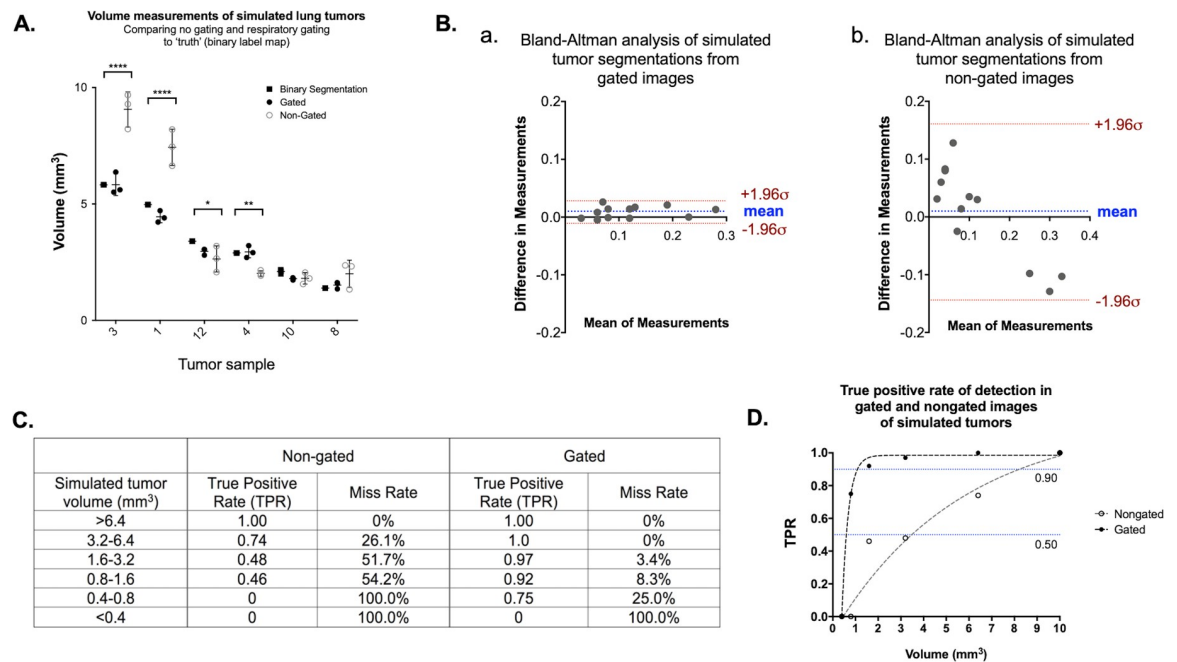 A.
Volume measurements of simulated lung tumors
Comparing no gating and respiratory gating
to 'truth' (binary label map)
Volume (mm³)
10
5
0
****
****
*
**
Binary Segmentation
Gated
Non-Gated
3
1
12
4
10
8
Tumor sample
B.
a.
Bland-Altman analysis of simulated
tumor segmentations from
gated images
Difference in Measurements
0.2
0.1
0.0
-0.1
-0.2
0.1
0.2
0.3
+1.96σ
mean
-1.96σ
Mean of Measurements
b.
Bland-Altman analysis of simulated
tumor segmentations from
non-gated images
Difference in Measurements
0.2
0.1
0.0
-0.1
-0.2
0.1
0.2
0.3
0.4
+1.96σ
mean
-1.96σ
Mean of Measurements
C.
Non-gated Gated
Simulated tumor volume (mm³) True Positive Rate (TPR) Miss Rate True Positive Rate (TPR) Miss Rate
>6.4 1.00 0% 1.00 0%
3.2-6.4 0.74 26.1% 1.0 0%
1.6-3.2 0.48 51.7% 0.97 3.4%
0.8-1.6 0.46 54.2% 0.92 8.3%
0.4-0.8 0 100.0% 0.75 25.0%
<0.4 0 100.0% 0 100.0%
D.
True positive rate of detection in
gated and nongated images
of simulated tumors
TPR
1.0
0.8
0.6
0.4
0.2
0.0
0.90
0.50
0 1 2 3 4 5 6 7 8 9 10
Volume (mm³)
Nongated
Gated